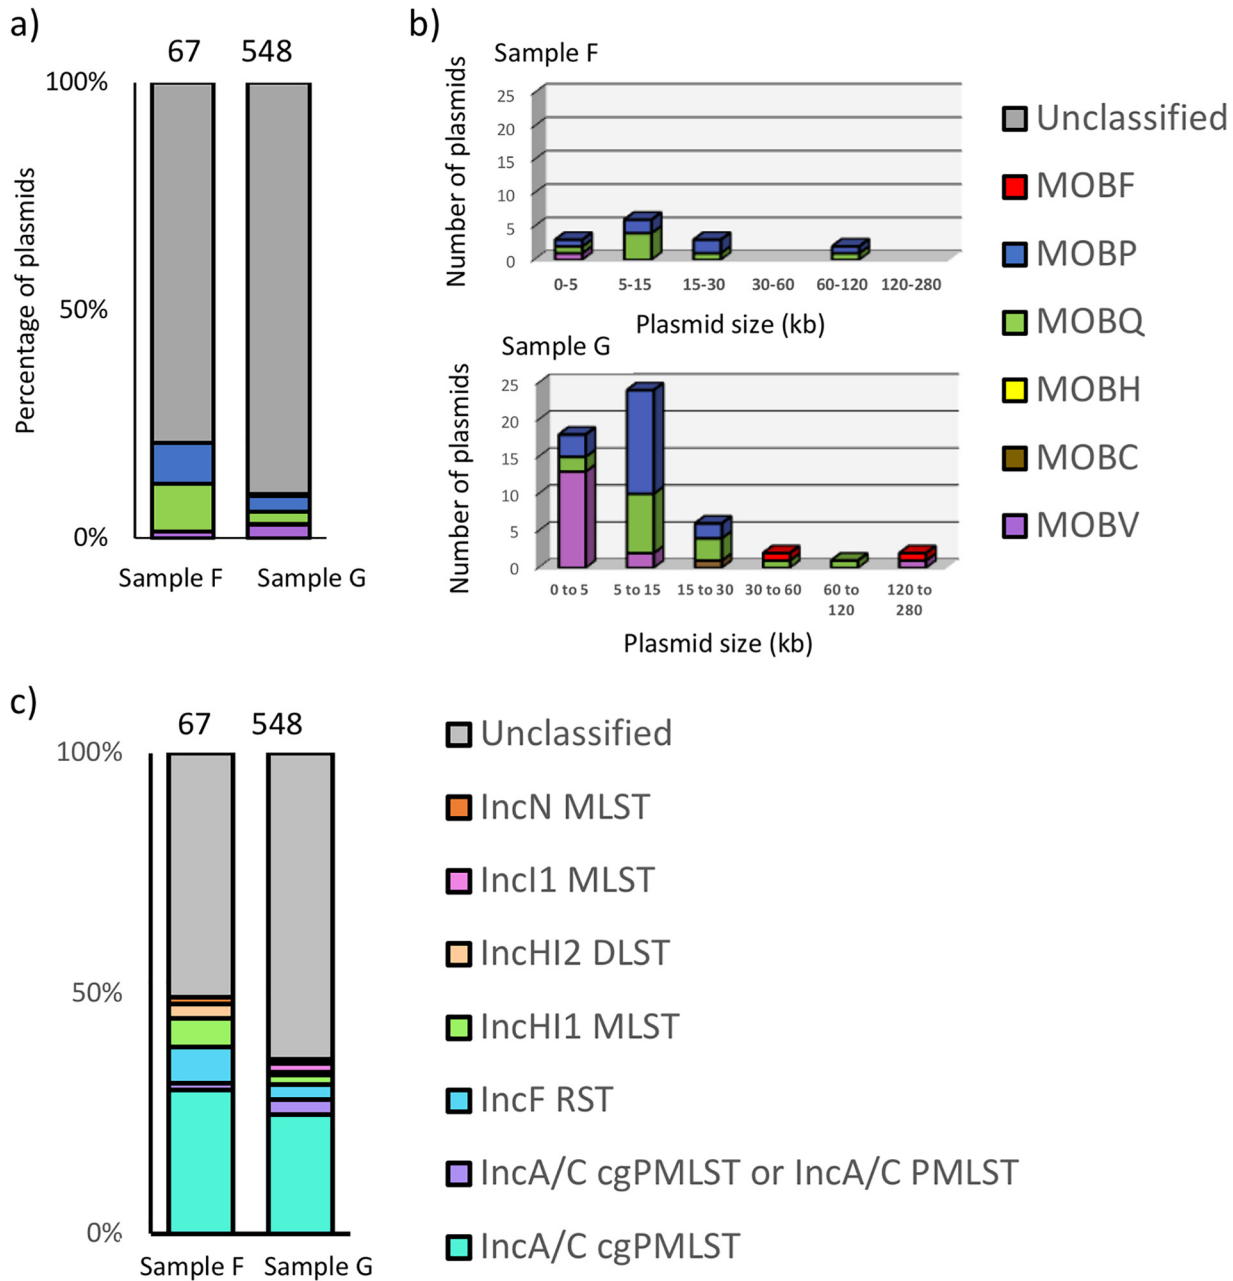 a)
67 548
100%
50%
0%
Percentage of plasmids
Sample F Sample G
b)
Sample F
Number of plasmids
25
20
15
10
5
0
0-5 5-15 15-30 30-60 60-120 120-280
Plasmid size (kb)
Sample G
Number of plasmids
25
20
15
10
5
0
0 to 5 5 to 15 15 to 30 30 to 60 60 to 120 to
120 280
Plasmid size (kb)
Unclassified
MOBF
MOBP
MOBQ
MOBH
MOBC
MOBV
c)
67 548
100%
50%
0%
Sample F Sample G
Unclassified
IncN MLST
IncI1 MLST
IncHI2 DLST
IncHI1 MLST
IncF RST
IncA/C cgPMLST or IncA/C PMLST
IncA/C cgPMLST